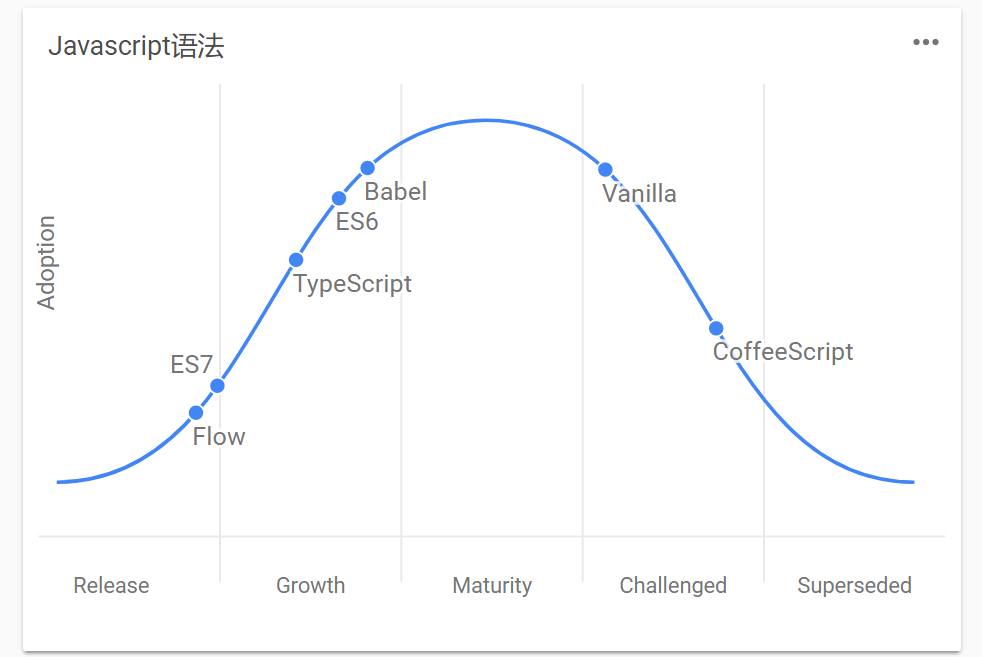 Javascript语法
Adoption
Babel
Vanilla
ES6
TypeScript
CoffeeScript
ES7
Flow
Release
Growth
Maturity
Challenged
Superseded